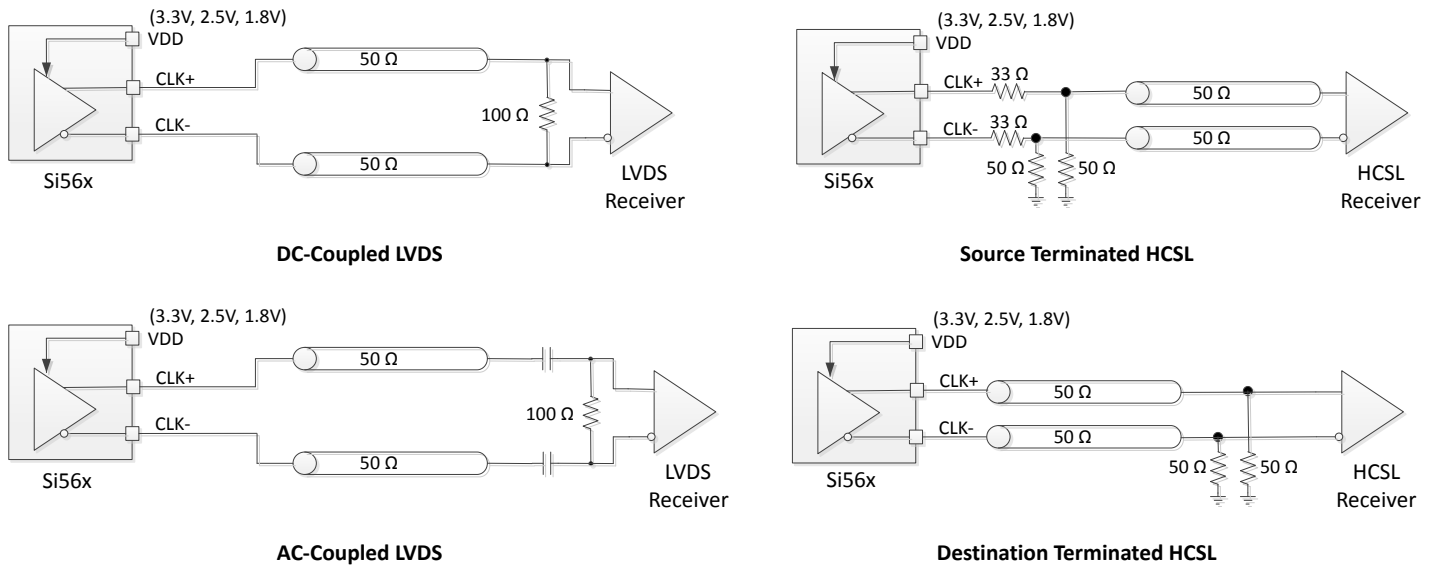 (3.3V, 2.5V, 1.8V)
VDD
CLK+
50 Ω
100 Ω
CLK-
50 Ω
Si56x
LVDS
Receiver
DC-Coupled LVDS
(3.3V, 2.5V, 1.8V)
VDD
CLK+
33 Ω
50 Ω
CLK-
33 Ω
50 Ω
50 Ω
50 Ω
Si56x
HCSL
Receiver
Source Terminated HCSL
(3.3V, 2.5V, 1.8V)
VDD
CLK+
50 Ω
100 Ω
CLK-
50 Ω
Si56x
LVDS
Receiver
AC-Coupled LVDS
(3.3V, 2.5V, 1.8V)
VDD
CLK+
50 Ω
CLK-
50 Ω
50 Ω
50 Ω
Si56x
HCSL
Receiver
Destination Terminated HCSL